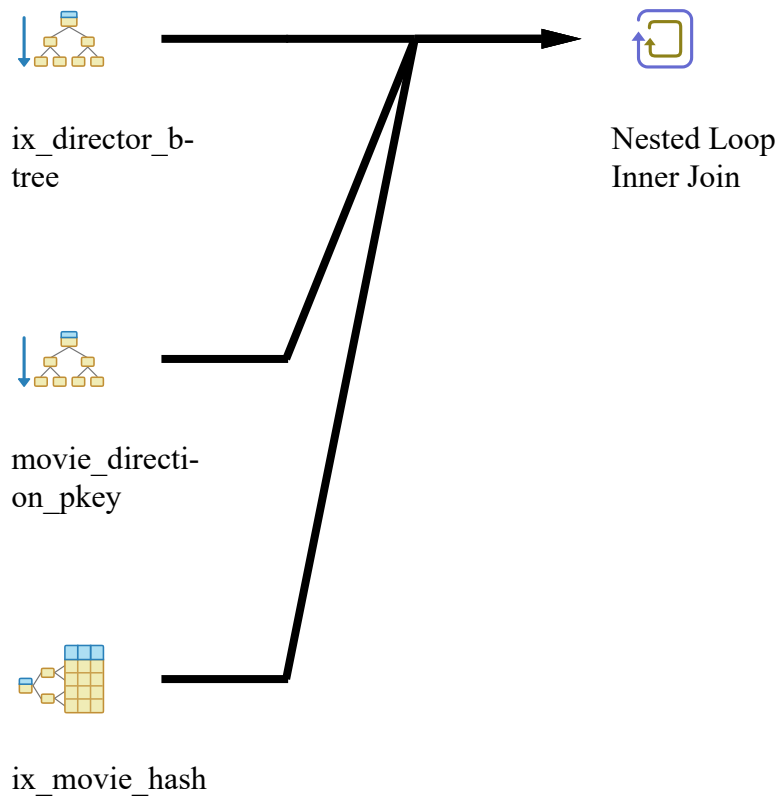 ix_director_b-
tree
Nested Loop
Inner Join
movie_directi-
on_pkey
ix_movie_hash